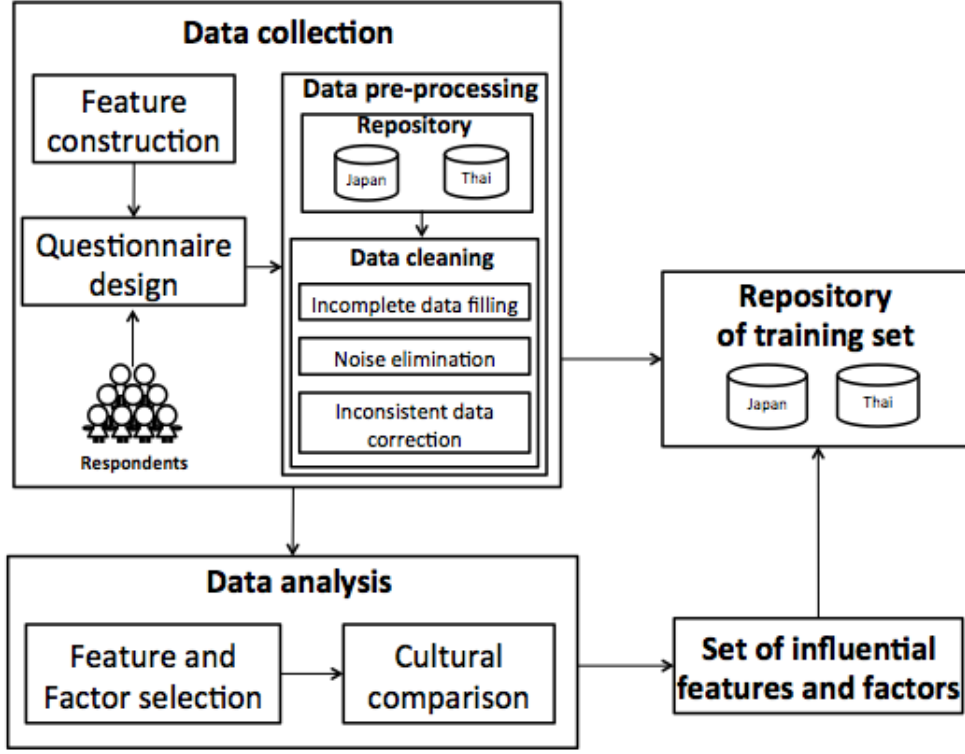 Data collection
Feature
construction
Questionnaire
design
Respondents
Data pre-processing
Repository
Japan
Thai
Data cleaning
Incomplete data filling
Noise elimination
Inconsistent data
correction
Repository
of training set
Japan
Thai
Data analysis
Feature and
Factor selection
Cultural
comparison
Set of influential
features and factors